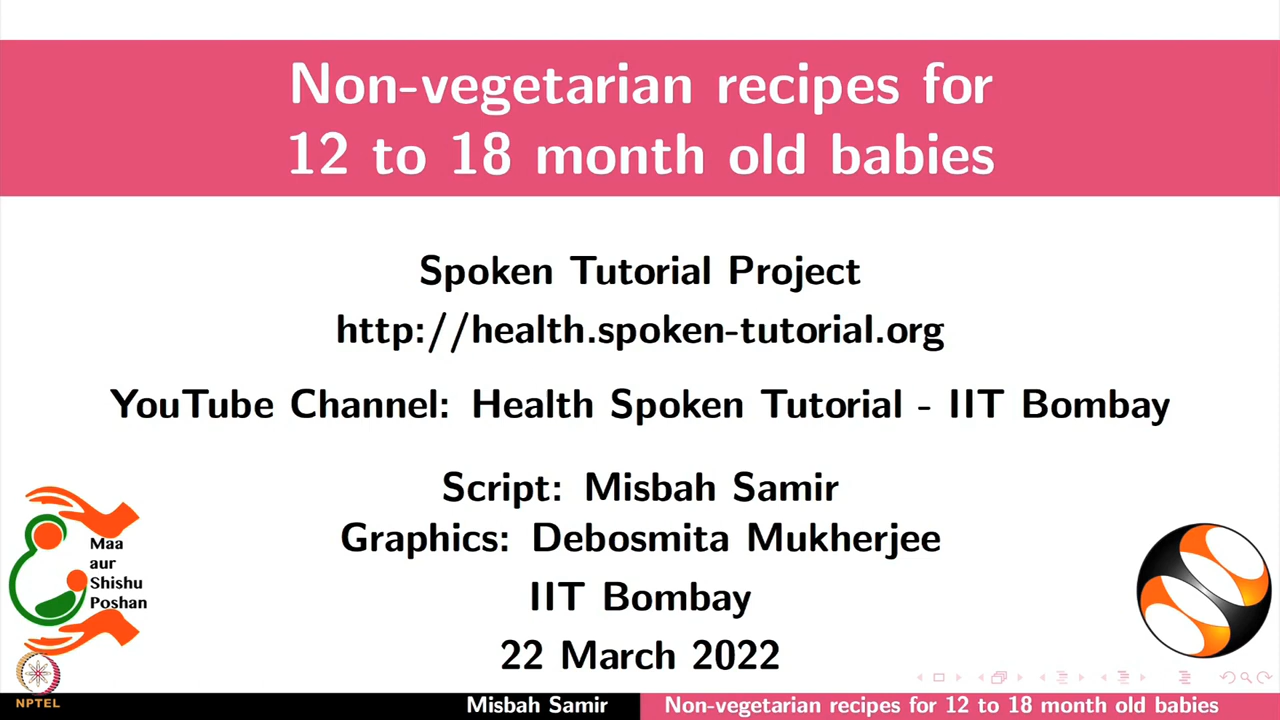 Non-vegetarian recipes for
12 to 18 month old babies
Spoken Tutorial Project
http://health.spoken-tutorial.org
YouTube Channel: Health Spoken Tutorial - IIT Bombay
Script: Misbah Samir
Graphics: Debosmita Mukherjee
IIT Bombay
22 March 2022
Maa
aur
Shishu
Poshan
NPTEL
Misbah Samir
Non-vegetarian recipes for 12 to 18 month old babies